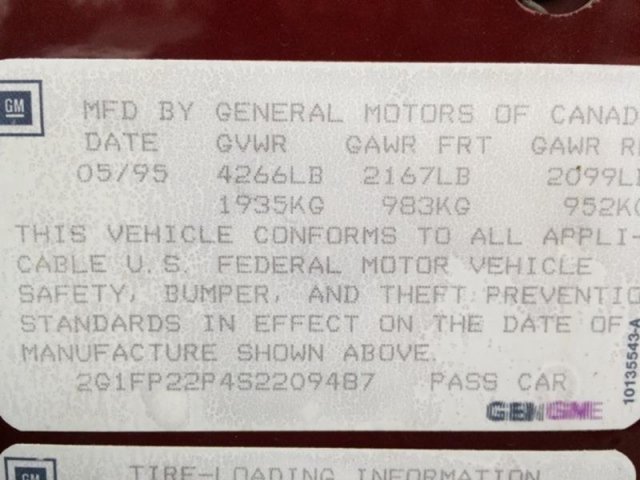 GM
MFD BY GENERAL MOTORS OF CANAD
DATE GVWR GAWR FRT GAWR R
05/95 4266LB 2167LB 2099LB
1935KG 983KG 952KG
THIS VEHICLE CONFORMS TO ALL APPLI-
CABLE U.S. FEDERAL MOTOR VEHICLE
SAFETY, BUMPER, AND THEFT PREVENTIO
STANDARDS IN EFFECT ON THE DATE OF
MANUFACTURE SHOWN ABOVE.
2G1FP22P4S2209487 PASS CAR
10135543-A
GM
TIRE-LOADING INFORMATION